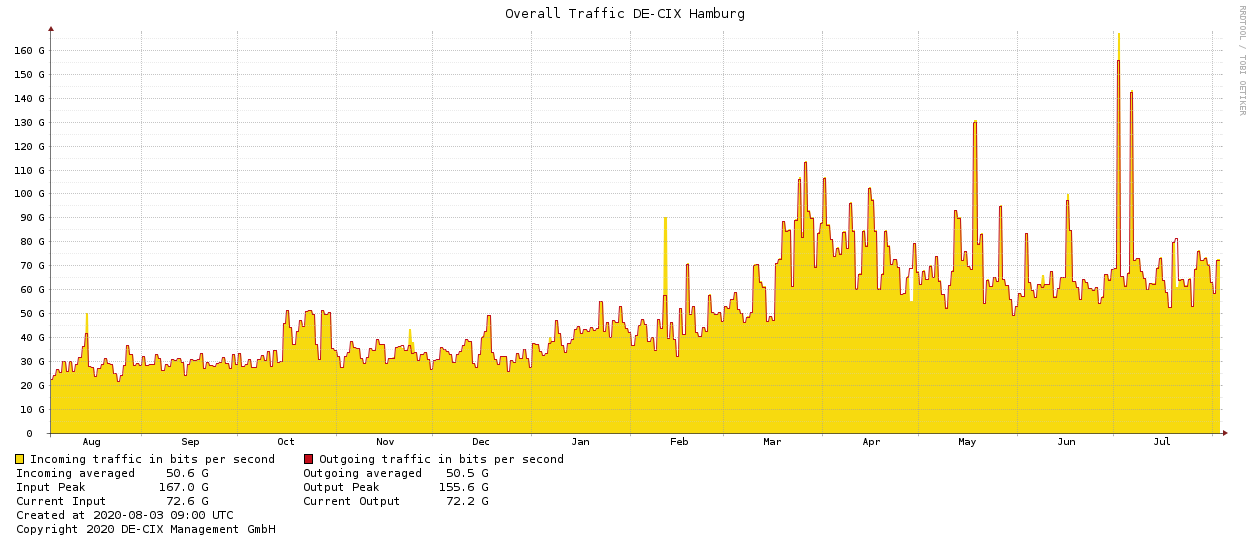 Overall Traffic DE-CIX Hamburg
RRDTOOL / TOBI OETIKER
160 G
150 G
140 G
130 G
120 G
110 G
100 G
90 G
80 G
70 G
60 G
50 G
40 G
30 G
20 G
10 G
0
Aug Sep Oct Nov Dec Jan Feb Mar Apr May Jun Jul
Incoming traffic in bits per second Outgoing traffic in bits per second
Incoming averaged 50.6 G Outgoing averaged 50.5 G
Input Peak 167.0 G Output Peak 155.6 G
Current Input 72.6 G Current Output 72.2 G
Created at 2020-08-03 09:00 UTC
Copyright 2020 DE-CIX Management GmbH